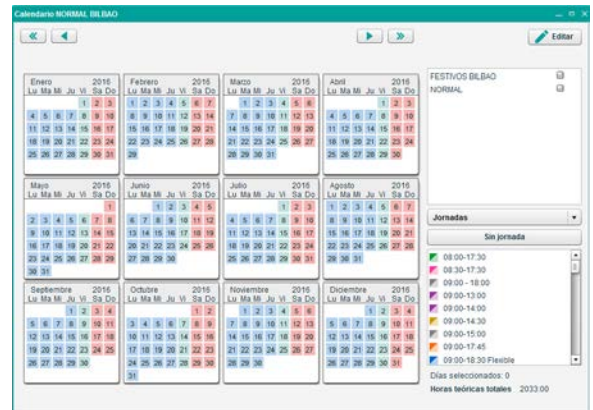 Calendario NORMAL BILBAO
Editar
Enero 2016 Febrero 2016 Marzo 2016 Abril 2016
Lu Ma Mi Ju Vi Sa Do Lu Ma Mi Ju Vi Sa Do Lu Ma Mi Ju Vi Sa Do Lu Ma Mi Ju Vi Sa Do
1 2 3 1 2 3 4 5 6 7 1 2 3 4 5 6 1 2 3
4 5 6 7 8 9 10 8 9 10 11 12 13 14 7 8 9 10 11 12 13 4 5 6 7 8 9 10
11 12 13 14 15 16 17 15 16 17 18 19 20 21 14 15 16 17 18 19 20 11 12 13 14 15 16 17
18 19 20 21 22 23 24 22 23 24 25 26 27 28 21 22 23 24 25 26 27 18 19 20 21 22 23 24
25 26 27 28 29 30 31 29 28 29 30 31 25 26 27 28 29 30
Mayo 2016 Junio 2016 Julio 2016 Agosto 2016
Lu Ma Mi Ju Vi Sa Do Lu Ma Mi Ju Vi Sa Do Lu Ma Mi Ju Vi Sa Do Lu Ma Mi Ju Vi Sa Do
1 1 2 3 4 5 1 2 3 1 2 3 4 5 6 7
2 3 4 5 6 7 8 6 7 8 9 10 11 12 4 5 6 7 8 9 10 8 9 10 11 12 13 14
9 10 11 12 13 14 15 13 14 15 16 17 18 19 11 12 13 14 15 16 17 15 16 17 18 19 20 21
16 17 18 19 20 21 22 20 21 22 23 24 25 26 18 19 20 21 22 23 24 22 23 24 25 26 27 28
23 24 25 26 27 28 29 27 28 29 30 25 26 27 28 29 30 31 29 30 31
30 31
Septiembre 2016 Octubre 2016 Noviembre 2016 Diciembre 2016
Lu Ma Mi Ju Vi Sa Do Lu Ma Mi Ju Vi Sa Do Lu Ma Mi Ju Vi Sa Do Lu Ma Mi Ju Vi Sa Do
1 2 3 4 1 2 1 2 3 4 5 6 1 2 3 4
5 6 7 8 9 10 11 3 4 5 6 7 8 9 7 8 9 10 11 12 13 5 6 7 8 9 10 11
12 13 14 15 16 17 18 10 11 12 13 14 15 16 14 15 16 17 18 19 20 12 13 14 15 16 17 18
19 20 21 22 23 24 25 17 18 19 20 21 22 23 21 22 23 24 25 26 27 19 20 21 22 23 24 25
26 27 28 29 30 24 25 26 27 28 29 30 28 29 30 26 27 28 29 30 31
31
FESTIVOS BILBAO
NORMAL
Jornadas
Sin jornada
08:00-17:30
08:30-17:30
09:00 - 18:00
09:00-13:00
09:00-14:00
09:00-14:30
09:00-15:00
09:00-17:45
09:00-18:30 Flexible
Días seleccionados: 0
Horas teóricas totales 2033:00